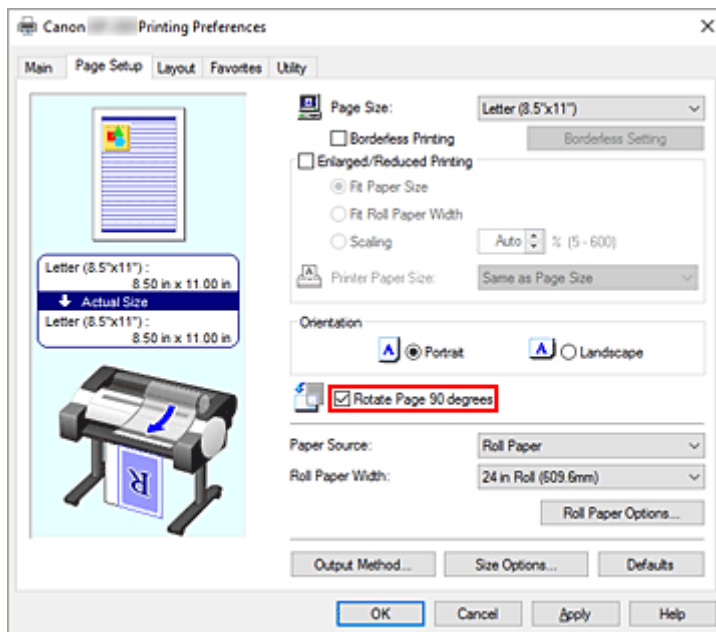 Canon Printing Preferences
Main Page Setup Layout Favorites Utility
Page Size: Letter (8.5"x11")
Borderless Printing Borderless Setting
Enlarged/Reduced Printing
Fit Paper Size
Fit Roll Paper Width
Scaling Auto % (5 - 600)
Printer Paper Size: Same as Page Size
Letter (8.5"x11") :
8.50 in x 11.00 in
Actual Size
Letter (8.5"x11") :
8.50 in x 11.00 in
Orientation
A Portrait A Landscape
Rotate Page 90 degrees
Paper Source: Roll Paper
Roll Paper Width: 24 in Roll (609.6mm)
Roll Paper Options...
R
Output Method... Size Options... Defaults
OK Cancel Apply Help